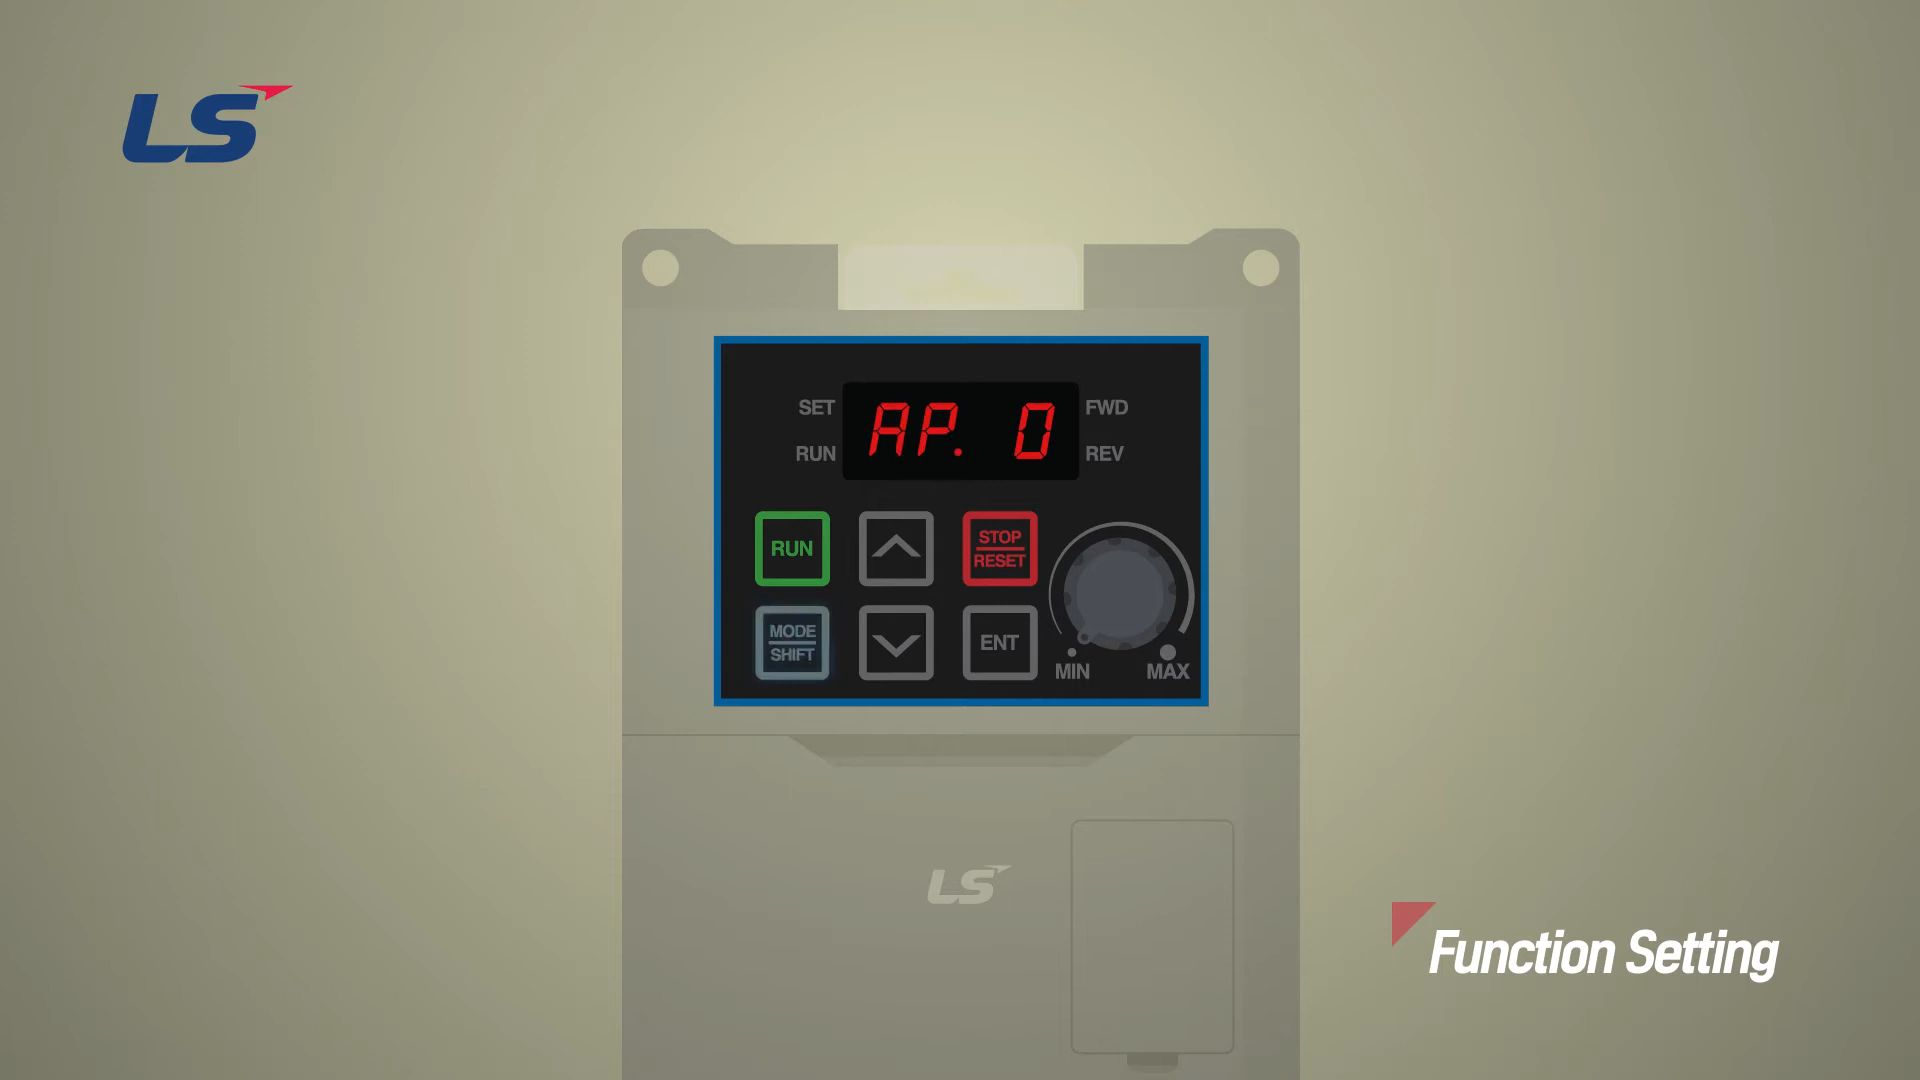 LS
SET
AP. 0
FWD
RUN
REV
RUN
STOP
RESET
MODE
SHIFT
ENT
MIN
MAX
LS
Function Setting